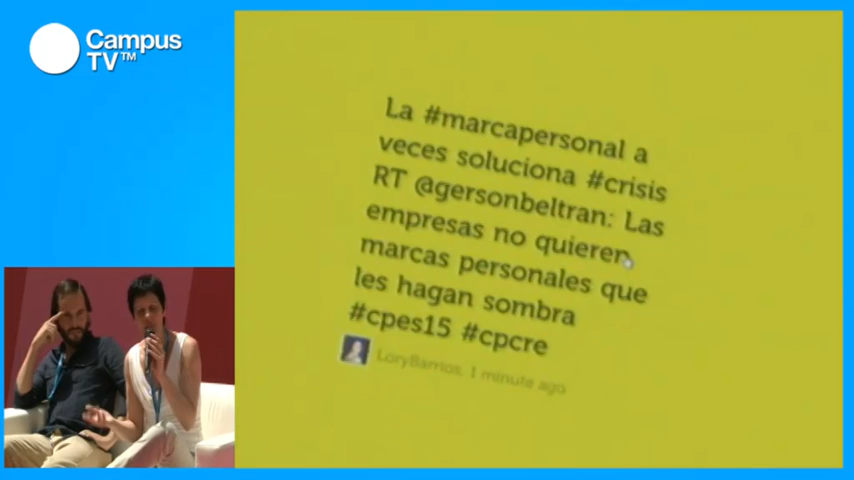 Campus
TV™
La #marcapersonal a
veces soluciona #crisis
RT @gersonbeltran: Las
empresas no quieren
marcas personales que
les hagan sombra
#cpes15 #cpcre
LoryBarrios, 1 minute ago